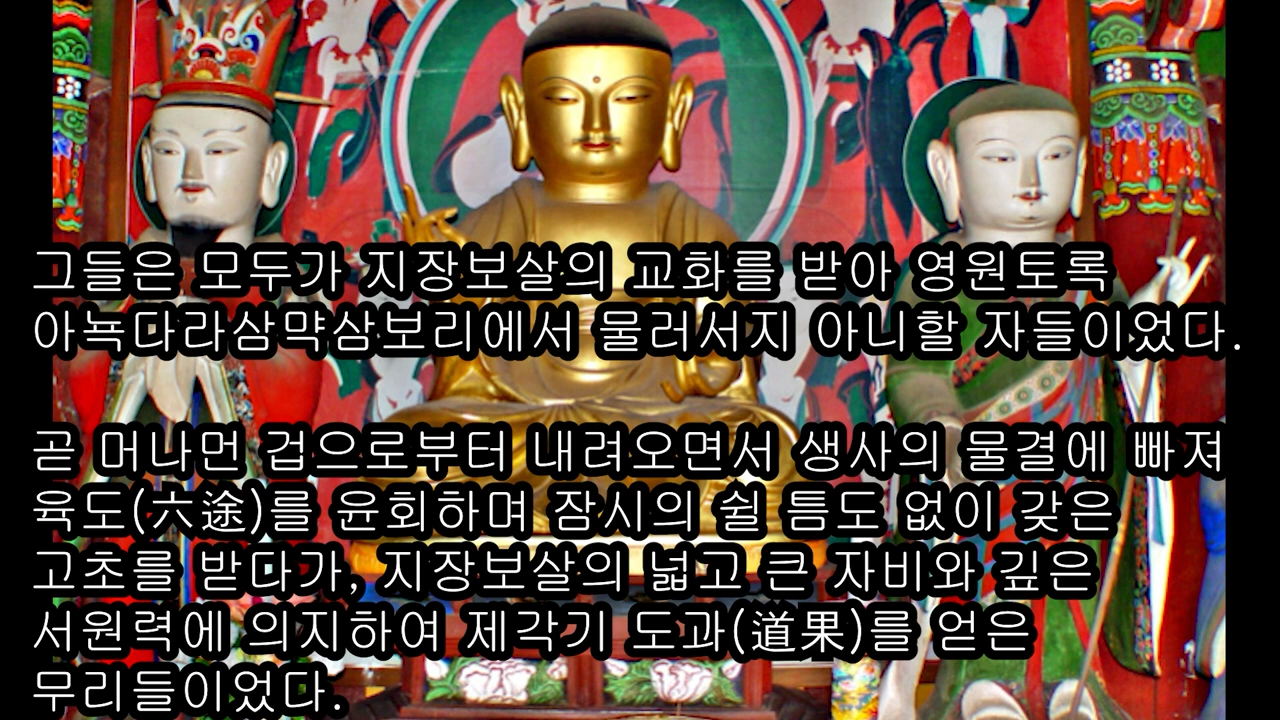 그들은 모두가 지장보살의 교화를 받아 영원토록
아뇩다라삼먁삼보리에서 물러서지 아니할 자들이었다.
곧 머나먼 겁으로부터 내려오면서 생사의 물결에 빠져
육도(六途)를 윤회하며 잠시의 쉴 틈도 없이 갖은
고초를 받다가, 지장보살의 넓고 큰 자비와 깊은
서원력에 의지하여 제각기 도과(道果)를 얻은
무리들이었다.